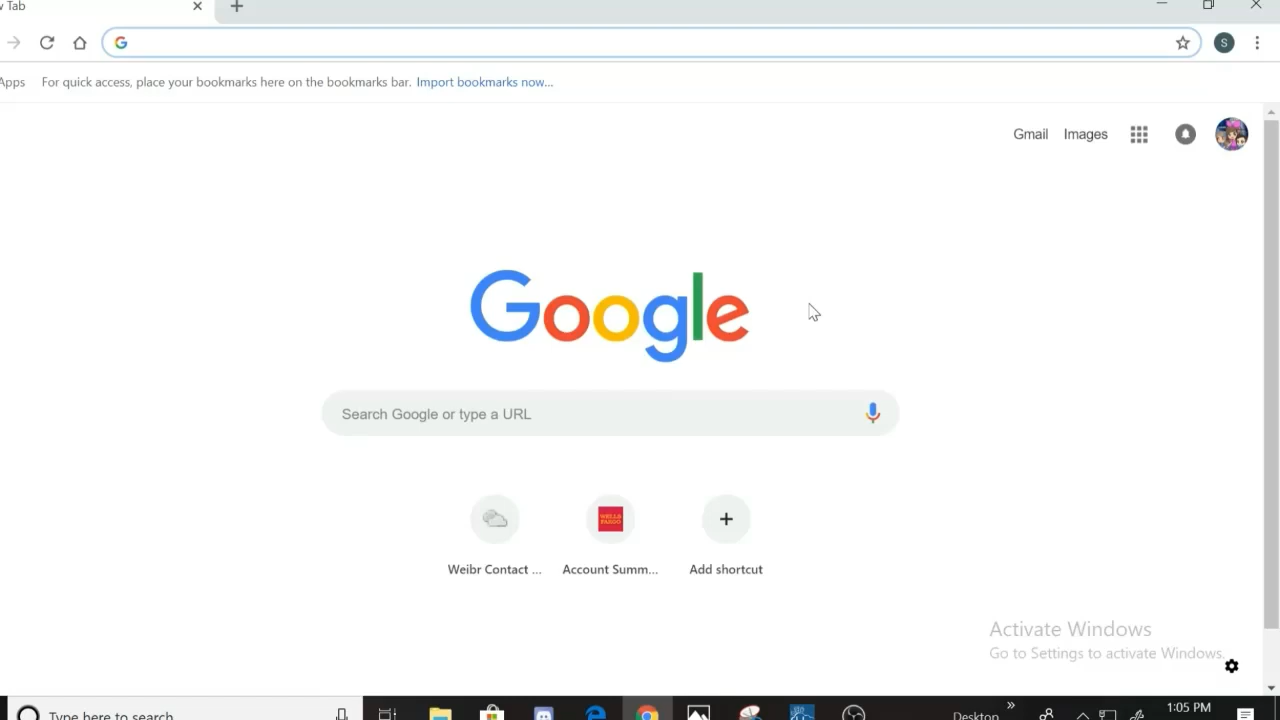 w Tab
Apps For quick access, place your bookmarks here on the bookmarks bar. Import bookmarks now...
S
Gmail Images
Google
Search Google or type a URL
WELLS
FARGO
Weibr Contact ... Account Summ... Add shortcut
Activate Windows
Go to Settings to activate Windows.
Type here to search
Desktop
1:05 PM